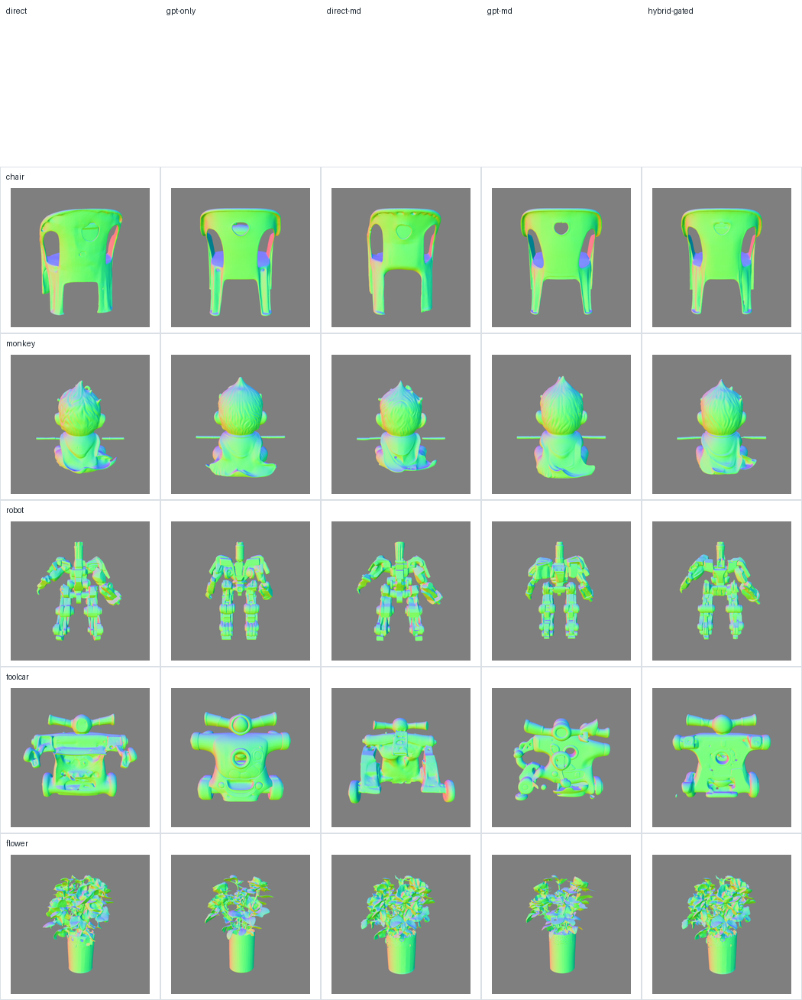 direct gpt-only direct-md gpt-md hybrid-gated
chair
monkey
robot
toolcar
flower